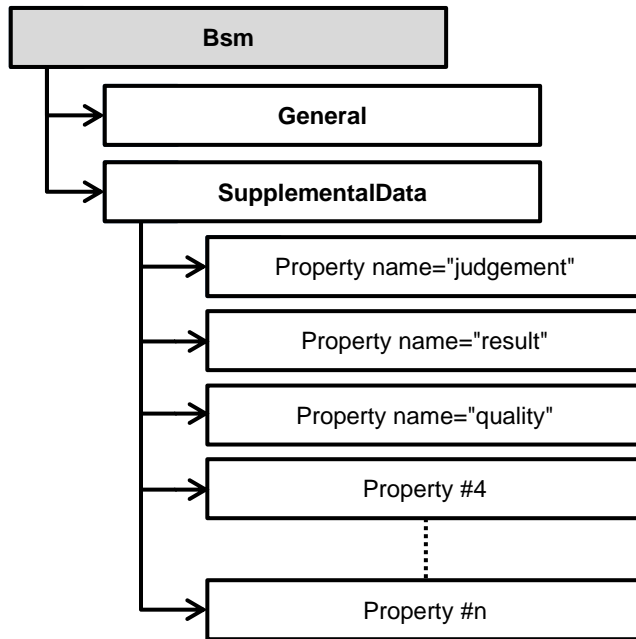 Bsm
General
SupplementalData
Property name="judgement"
Property name="result"
Property name="quality"
Property #4
Property #n